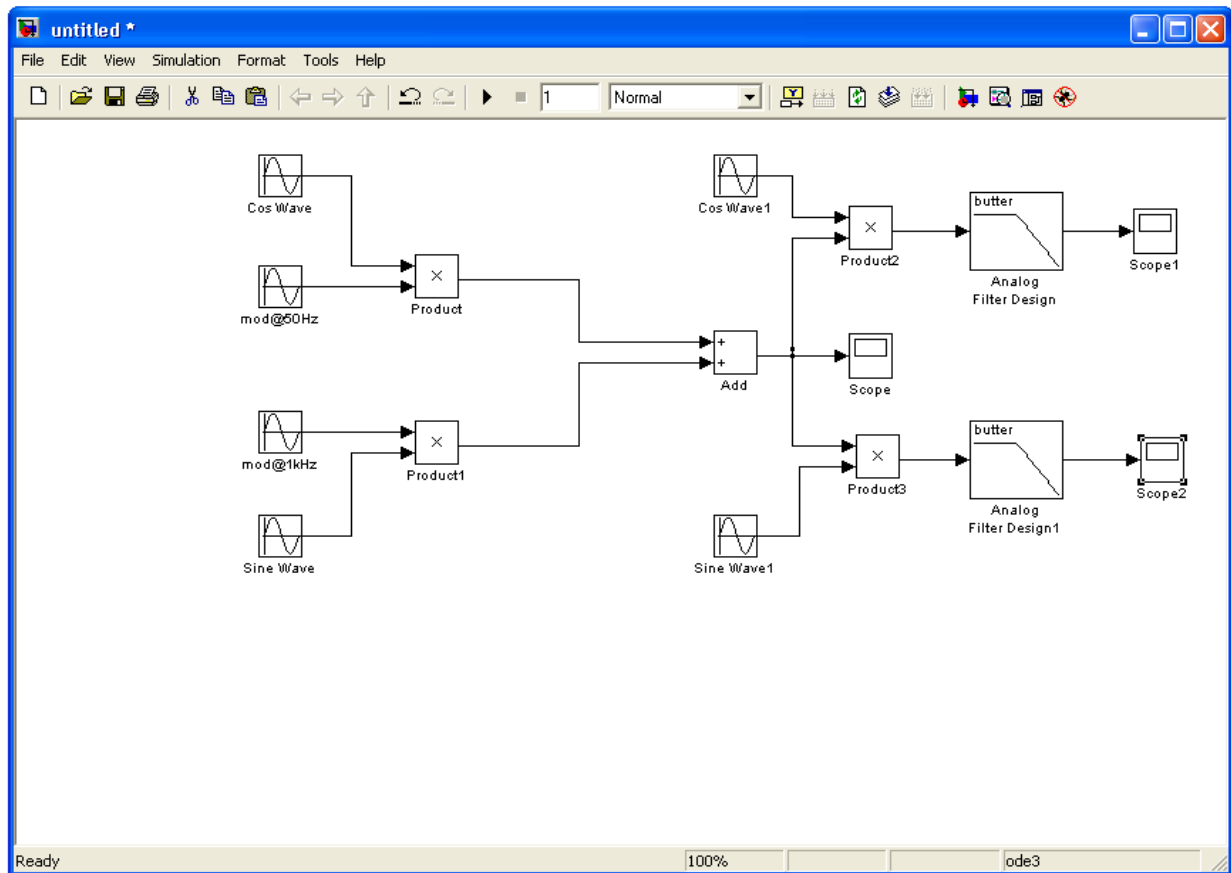 untitled *
File Edit View Simulation Format Tools Help
1 Normal
Cos Wave
Cos Wave1
butter
Product2
Scope1
Analog
Filter Design
mod@50Hz
Product
+
+
Add
Scope
butter
mod@1kHz
Product1
Product3
Scope2
Analog
Filter Design1
Sine Wave
Sine Wave1
Ready 100% ode3